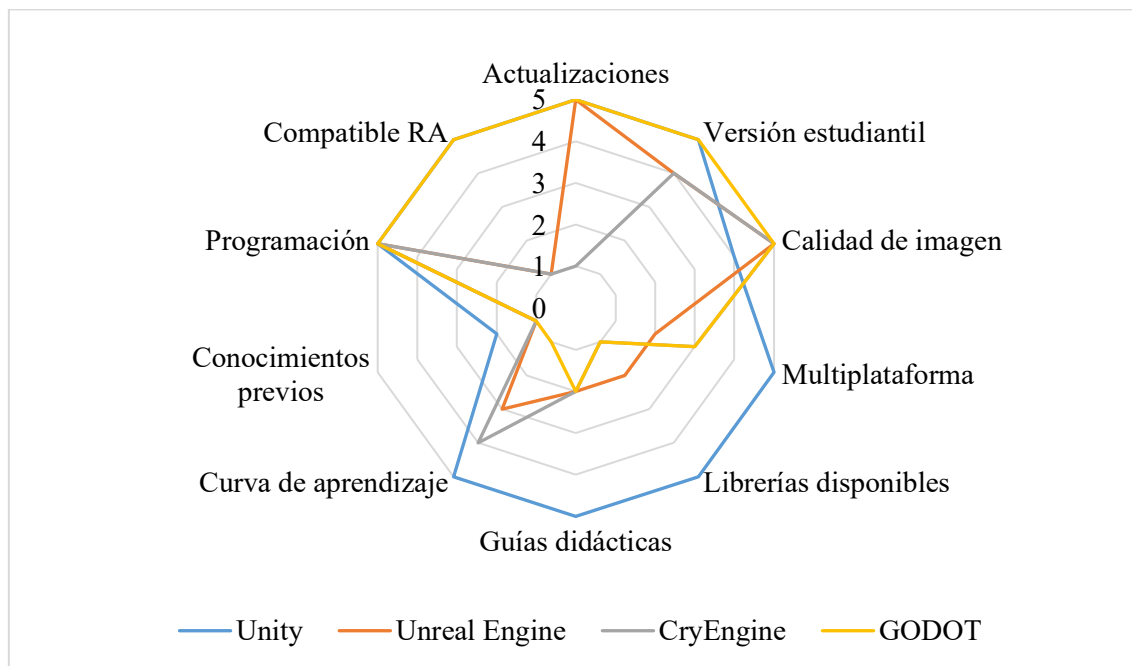 Actualizaciones
5
Compatible RA
Versión estudiantil
4
3
2
Programación
Calidad de imagen
1
0
Conocimientos
previos
Multiplataforma
Curva de aprendizaje
Librerías disponibles
Guías didácticas
Unity
Unreal Engine
CryEngine
GODOT